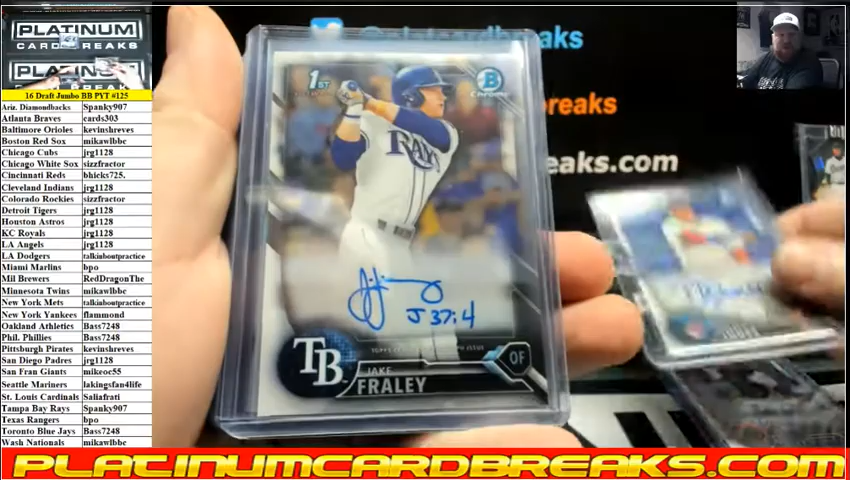 PLATINUM
CARD BREAKS
PLATINUM
16 Draft Jumbo BB PYT #125
Ariz. Diamondbacks Spanky907
Atlanta Braves cards303
Baltimore Orioles kevinshreves
Boston Red Sox mikawlbbc
Chicago Cubs jrg1128
Chicago White Sox sizzfractor
Cincinnati Reds bhicks725.
Cleveland Indians jrg1128
Colorado Rockies sizzfractor
Detroit Tigers jrg1128
Houston Astros jrg1128
KC Royals jrg1128
LA Angels jrg1128
LA Dodgers talkinboutpractice
Miami Marlins bpo
Mil Brewers RedDragonThe
Minnesota Twins mikawlbbc
New York Mets talkinboutpractice
New York Yankees flammond
Oakland Athletics Bass7248
Phil. Phillies Bass7248
Pittsburgh Pirates kevinshreves
San Diego Padres jrg1128
San Fran Giants mikeoc55
Seattle Mariners lakingsfan4life
St. Louis Cardinals Saliafrati
Tampa Bay Rays Spanky907
Texas Rangers bpo
Toronto Blue Jays Bass7248
Wash Nationals mikawlbbc
@platinumcardbreaks
breaks
eaks.com
1ST
B
CHROME
RAYS
J 37:4
TB
OF
JAKE
FRALEY
PLATINUMCARDBREAKS.COM